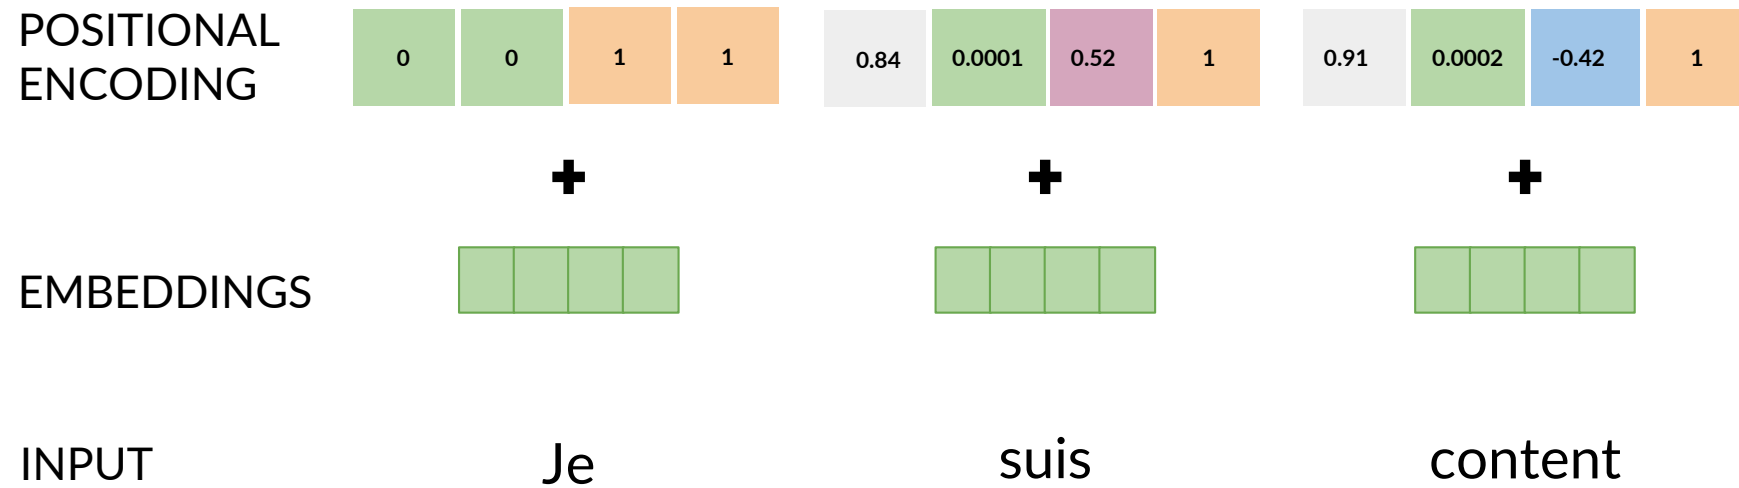 POSITIONAL
ENCODING
0 0 1 1 0.84 0.0001 0.52 1 0.91 0.0002 -0.42 1
EMBEDDINGS
INPUT Je suis content